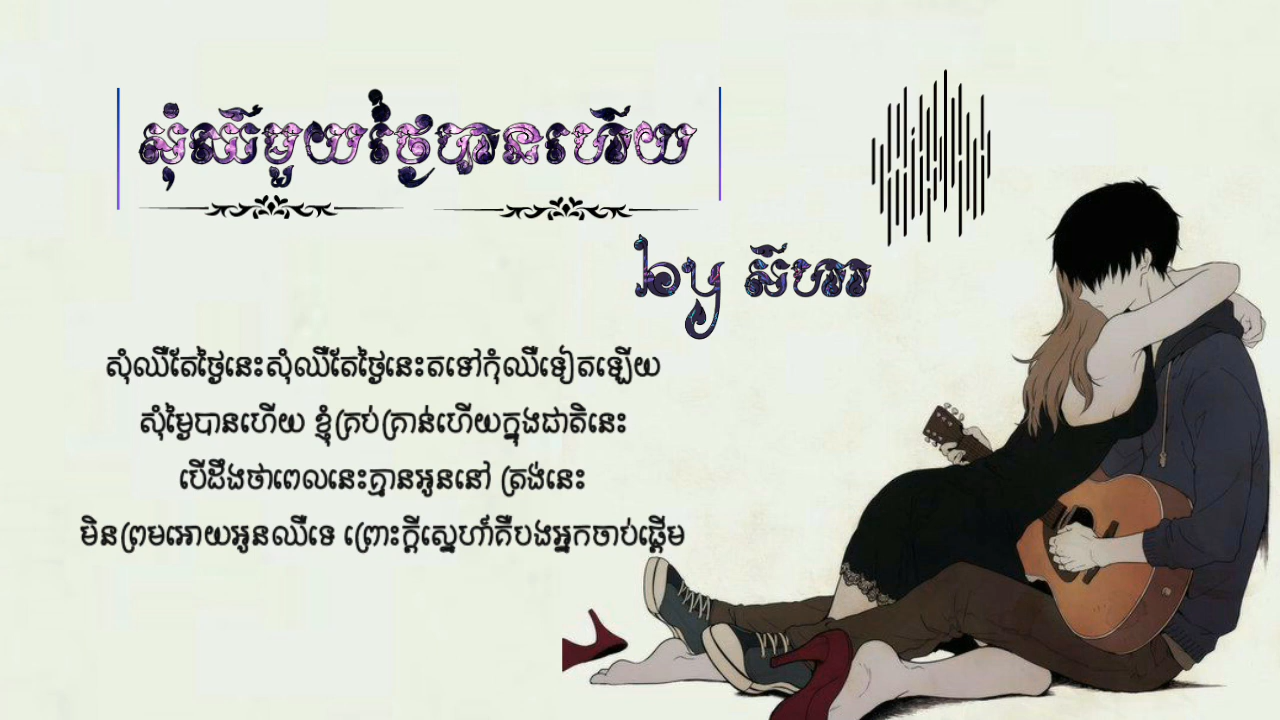 សុំឈឺមួយថ្ងៃបានហើយ
by សីហា
សុំឈឺតែថ្ងៃនេះសុំឈឺតែថ្ងៃនេះតទៅកុំឈឺទៀតឡើយ
សុំម្ងៃបានហើយ ខ្ញុំគ្រប់គ្រាន់ហើយក្នុងជាតិនេះ
បើដឹងថាពេលនេះគ្មានអូននៅ ត្រង់នេះ
មិនព្រមអោយអូនឈឺទេ ព្រោះក្ដីស្នេហ៍ាគឺបងអ្នកចាប់ផ្ដើម